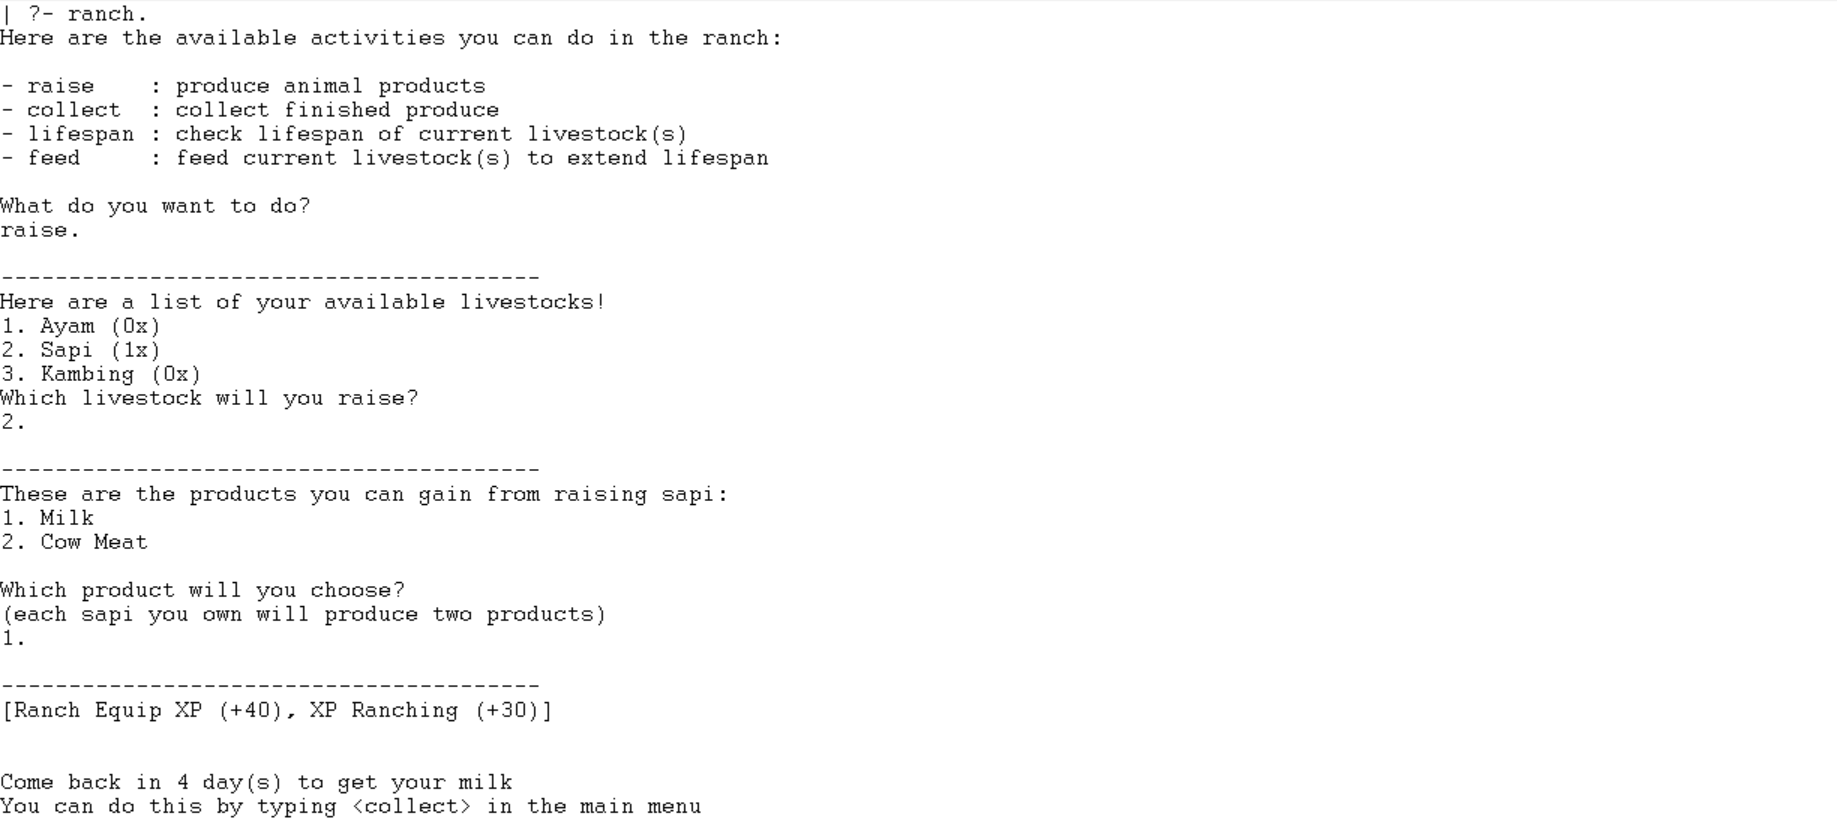 | ?- ranch.
Here are the available activities you can do in the ranch:
- raise    : produce animal products
- collect  : collect finished produce
- lifespan : check lifespan of current livestock(s)
- feed     : feed current livestock(s) to extend lifespan
What do you want to do?
raise.
----------------------------------------
Here are a list of your available livestocks!
1. Ayam (0x)
2. Sapi (1x)
3. Kambing (0x)
Which livestock will you raise?
2.
----------------------------------------
These are the products you can gain from raising sapi:
1. Milk
2. Cow Meat
Which product will you choose?
(each sapi you own will produce two products)
1.
----------------------------------------
[Ranch Equip XP (+40), XP Ranching (+30)]
Come back in 4 day(s) to get your milk
You can do this by typing <collect> in the main menu